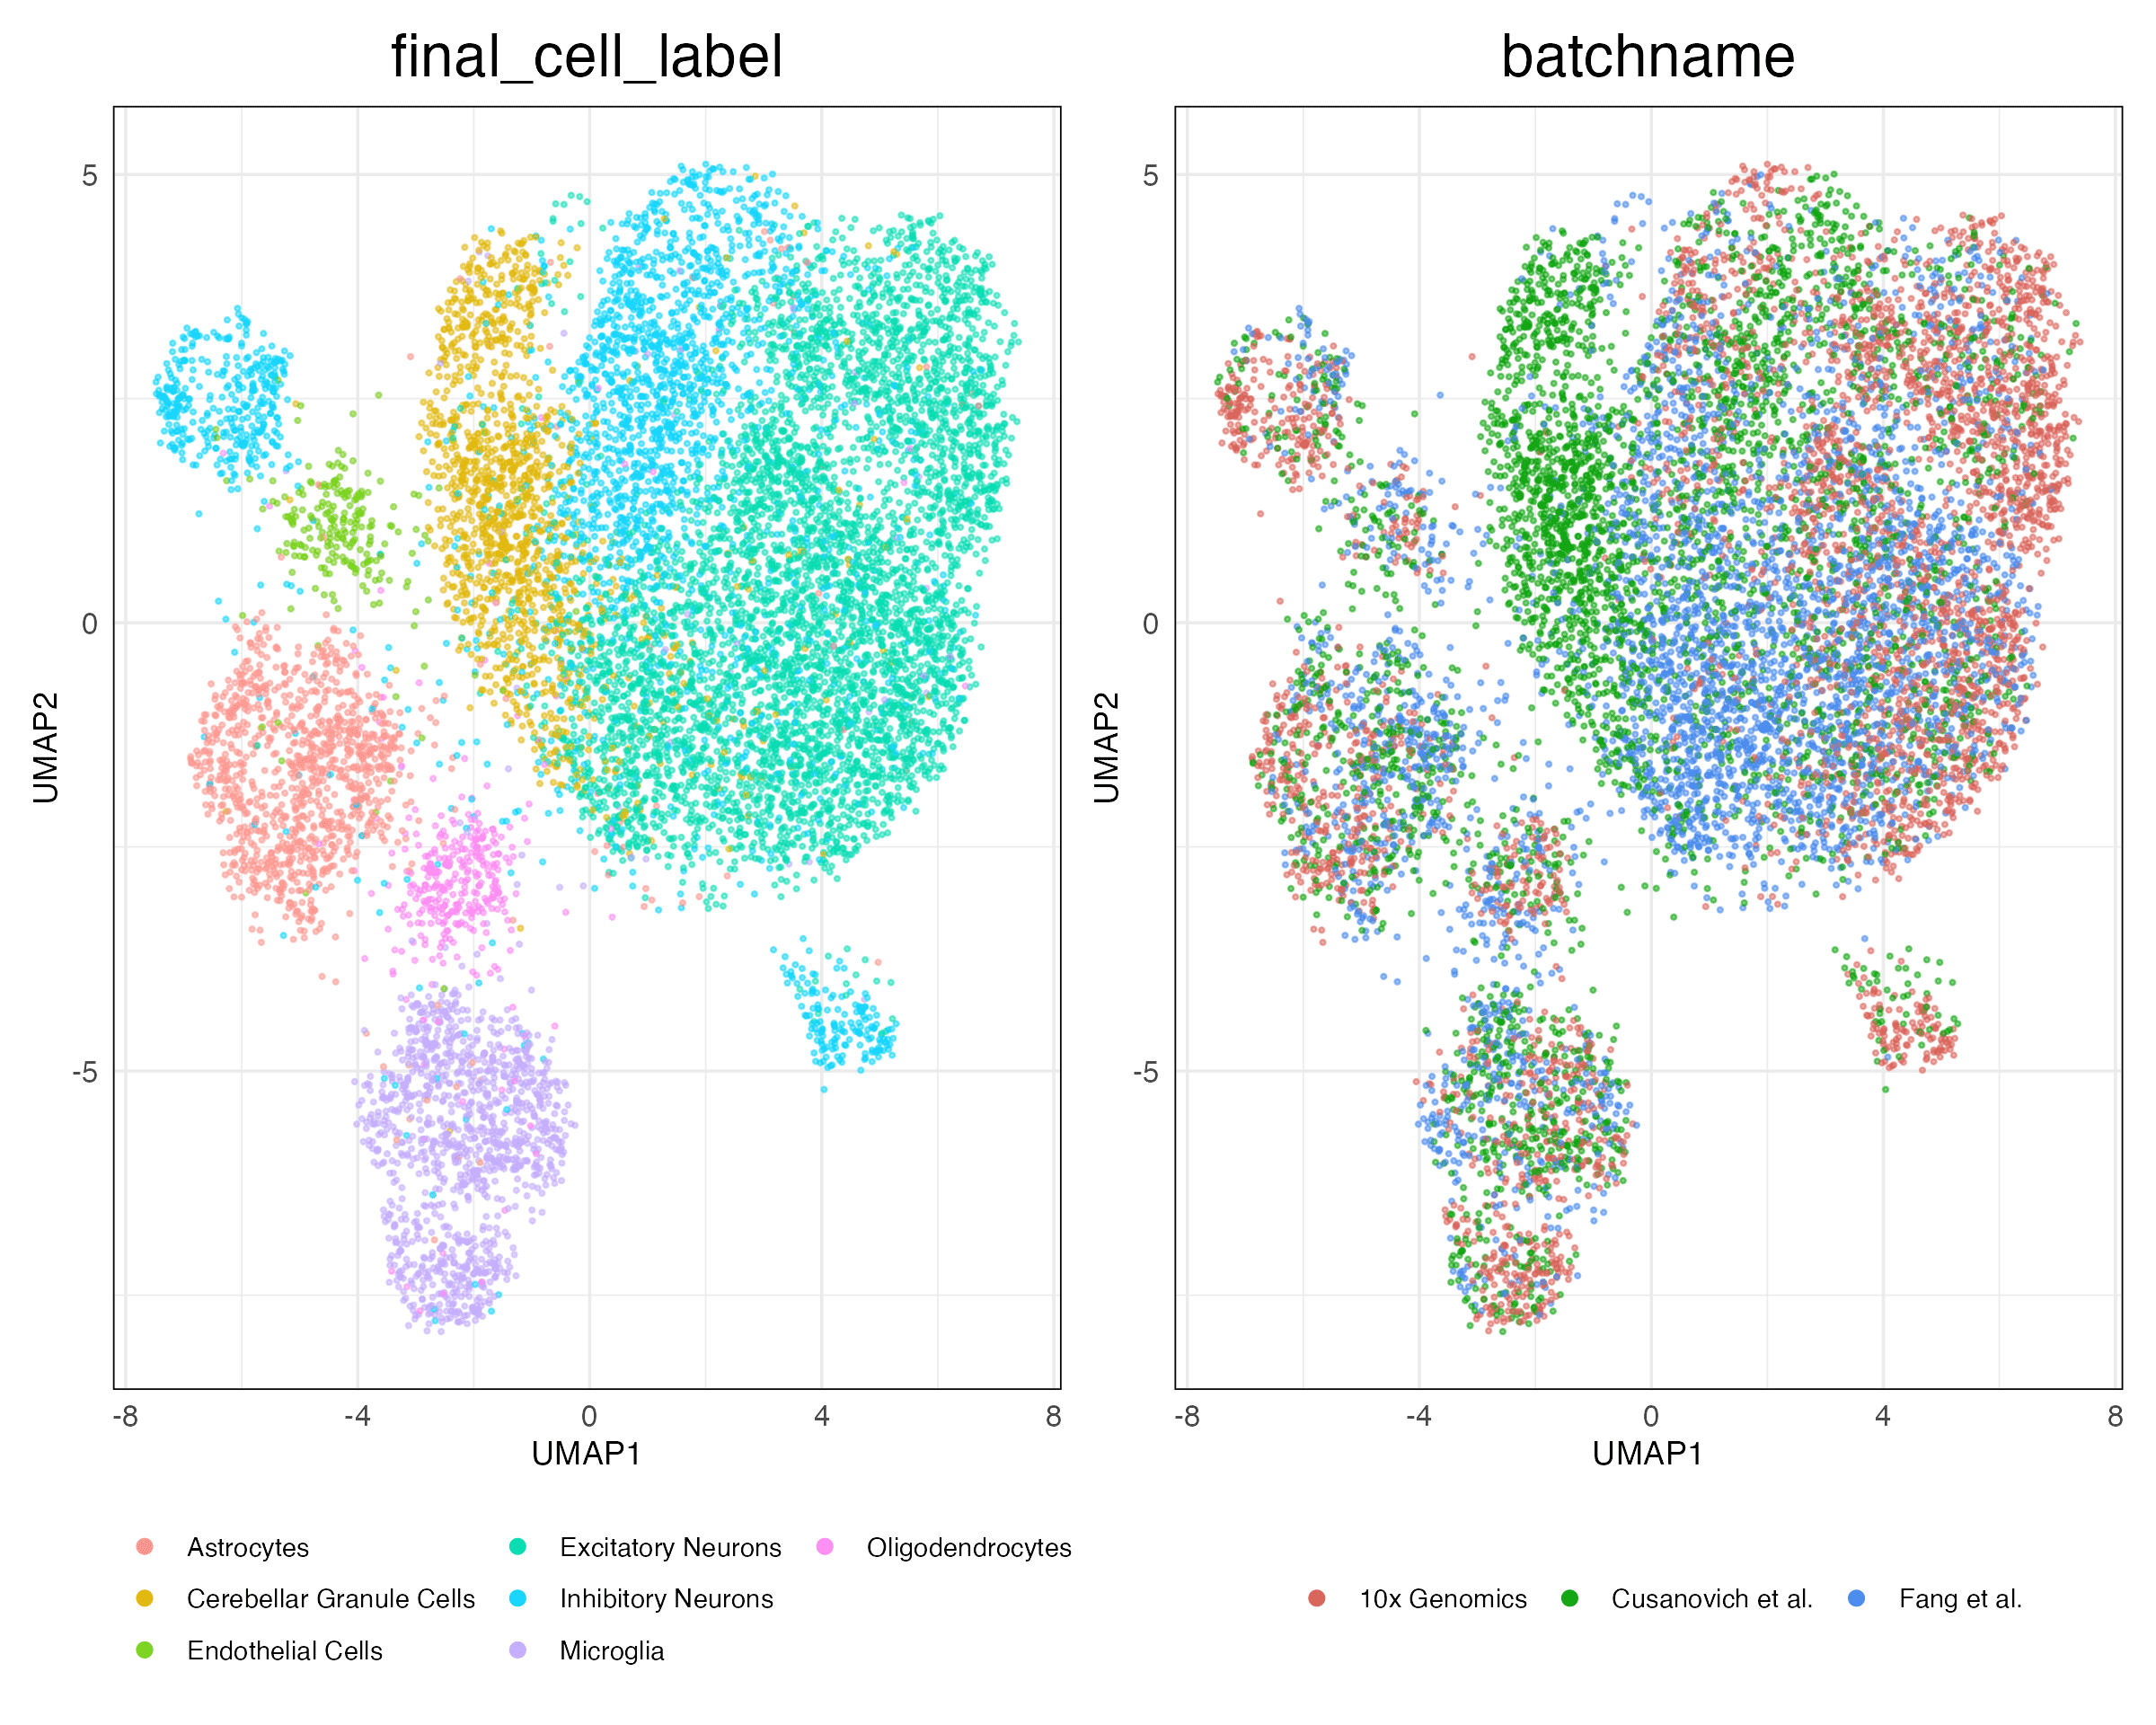 final_cell_label
batchname
5
0
-5
UMAP2
-8
-4
0
4
8
UMAP1
5
0
-5
UMAP2
-8
-4
0
4
8
UMAP1
Astrocytes
Excitatory Neurons
Oligodendrocytes
Cerebellar Granule Cells
Inhibitory Neurons
Endothelial Cells
Microglia
10x Genomics
Cusanovich et al.
Fang et al.